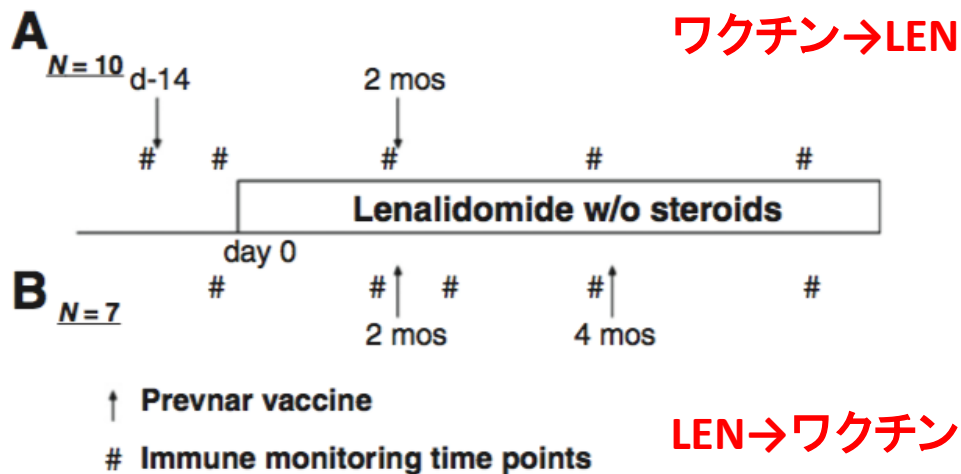 A
ワクチン→LEN
N = 10
d-14
2 mos
# # # # #
Lenalidomide w/o steroids
day 0
B
# # # # #
N = 7
2 mos
4 mos
Prevnar vaccine
LEN→ワクチン
# Immune monitoring time points